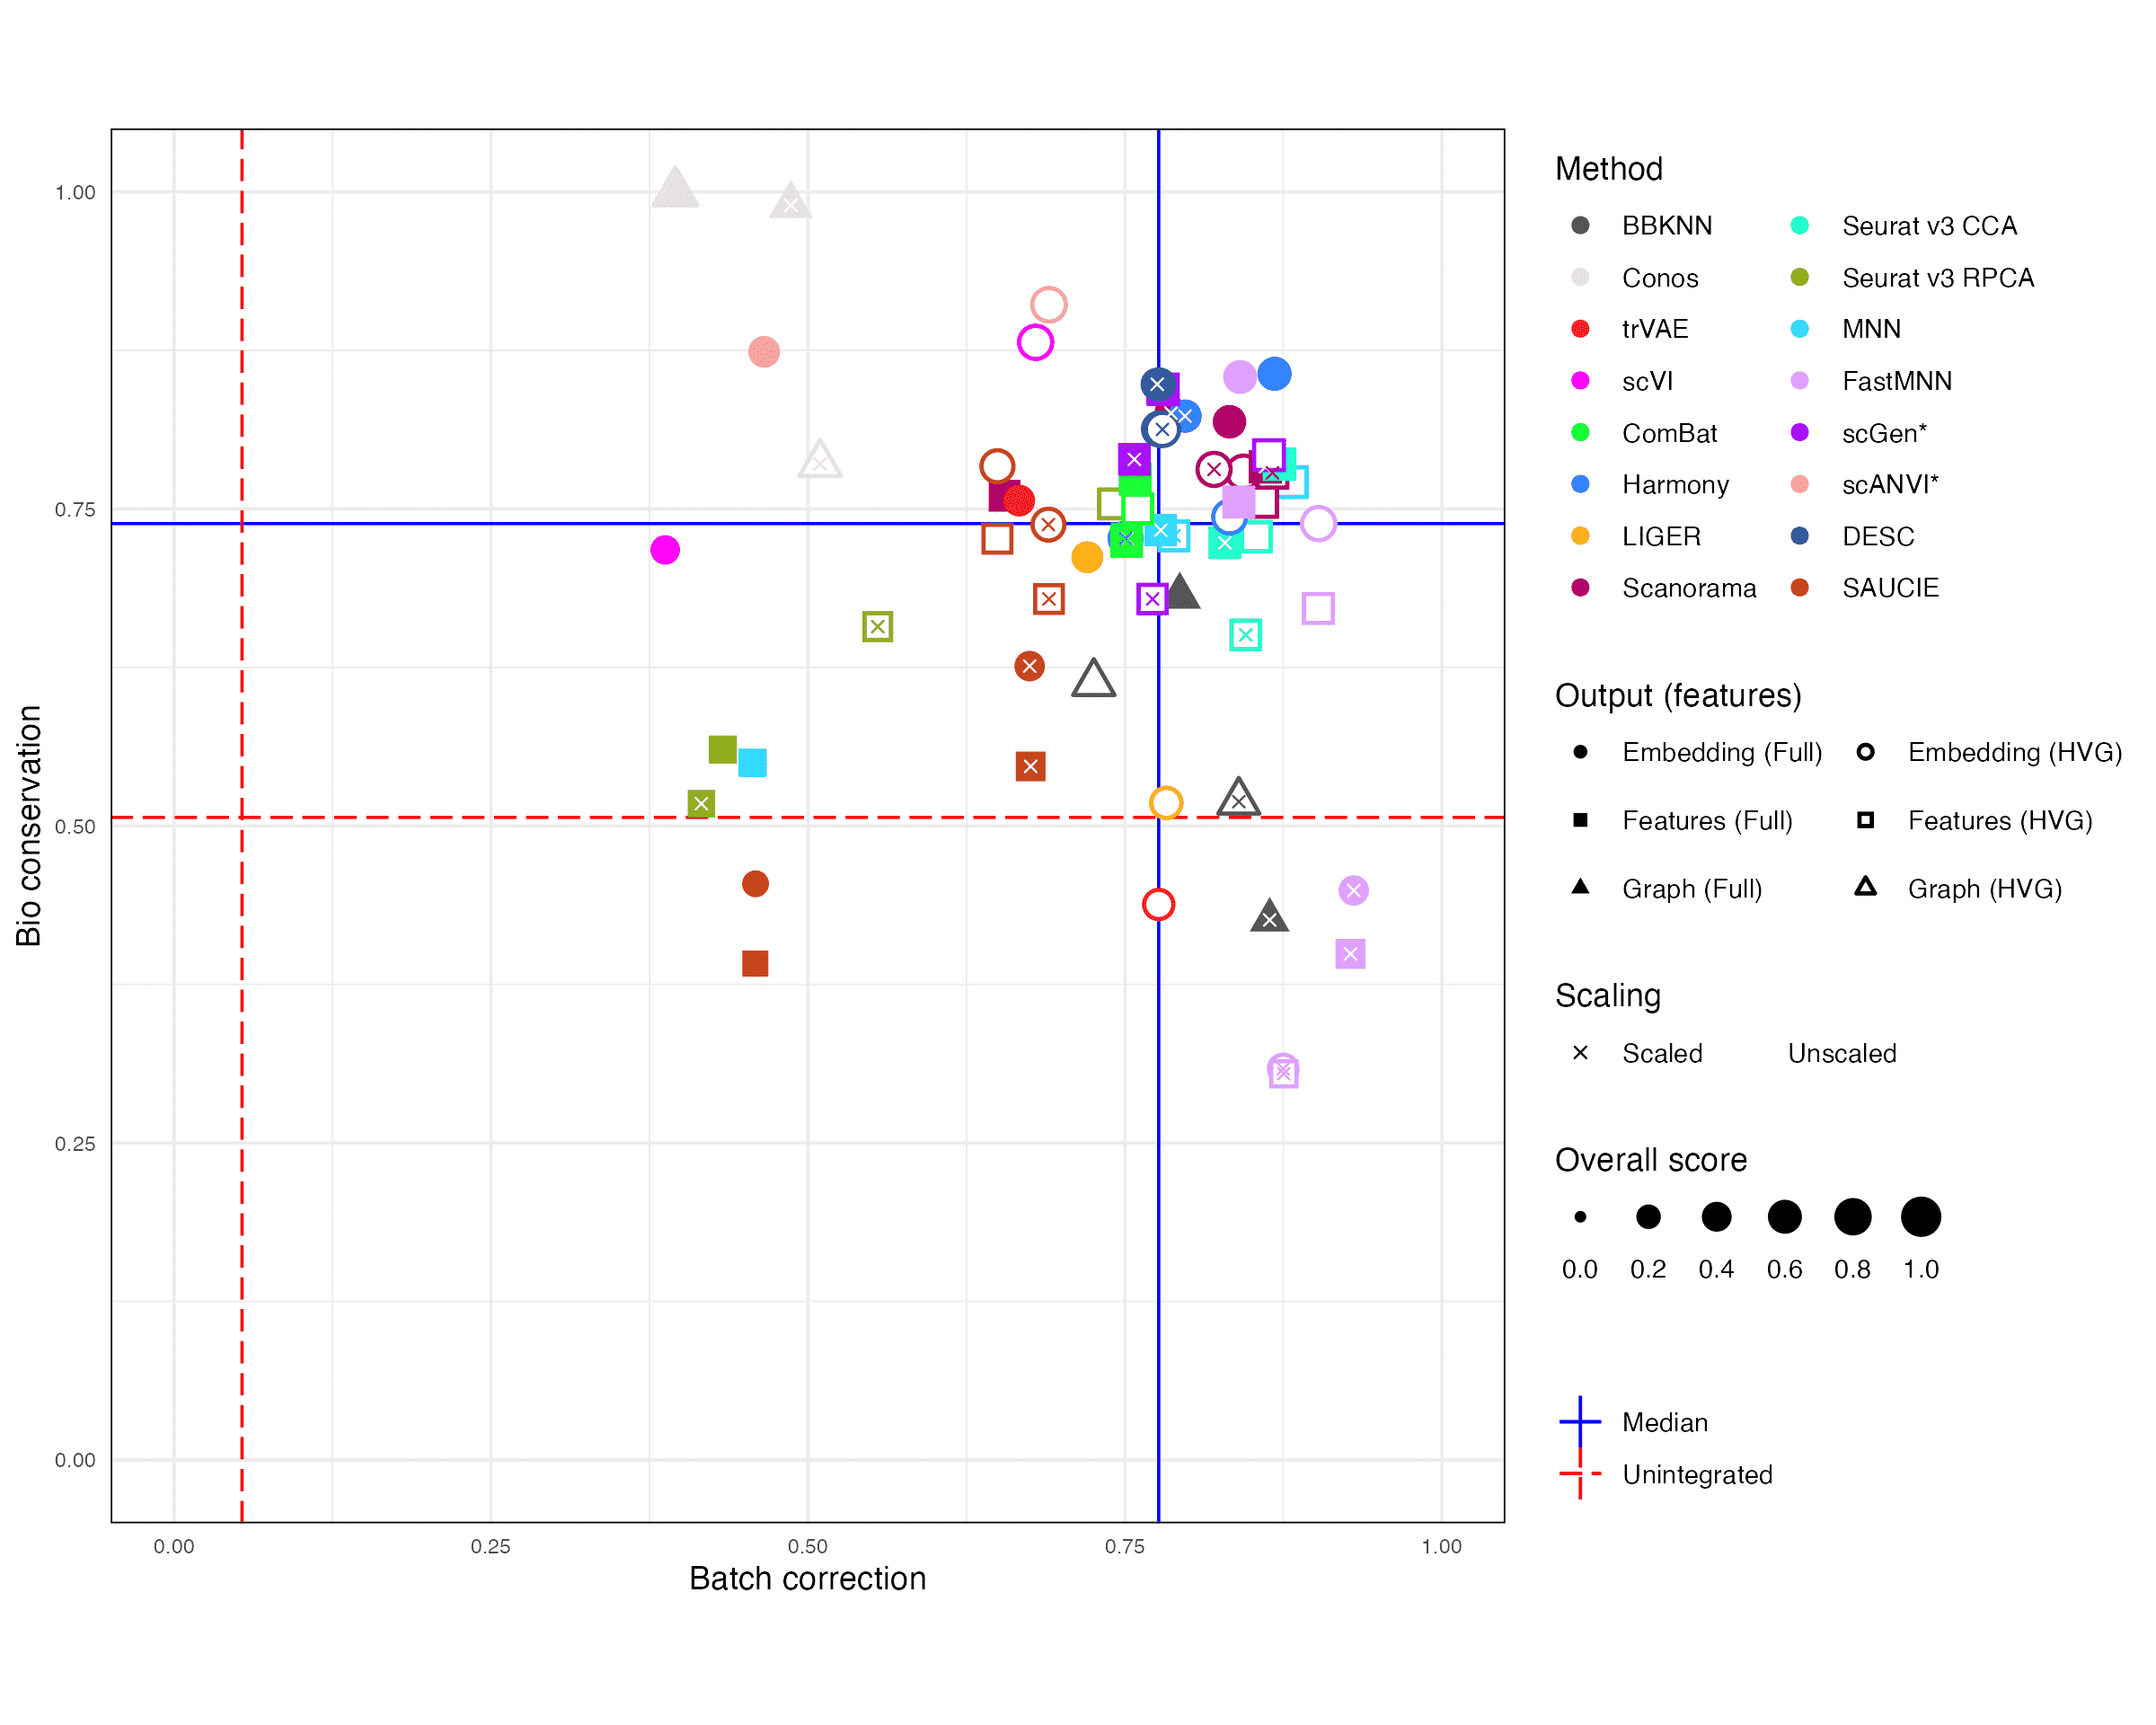 Bio conservation
1.00
0.75
0.50
0.25
0.00
0.00 0.25 0.50 0.75 1.00
Batch correction
Method
BBKNN
Conos
trVAE
scVI
ComBat
Harmony
LIGER
Scanorama
Seurat v3 CCA
Seurat v3 RPCA
MNN
FastMNN
scGen*
scANVI*
DESC
SAUCIE
Output (features)
Embedding (Full) Embedding (HVG)
Features (Full) Features (HVG)
Graph (Full) Graph (HVG)
Scaling
Scaled Unscaled
Overall score
0.0 0.2 0.4 0.6 0.8 1.0
Median
Unintegrated